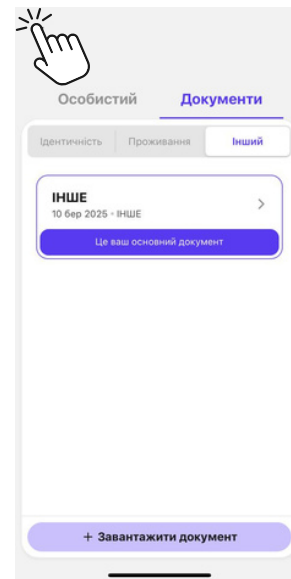 Особистий Документи
Ідентичність Проживання Інший
ІНШЕ
10 бер 2025 - ІНШЕ
Це ваш основний документ
+ Завантажити документ